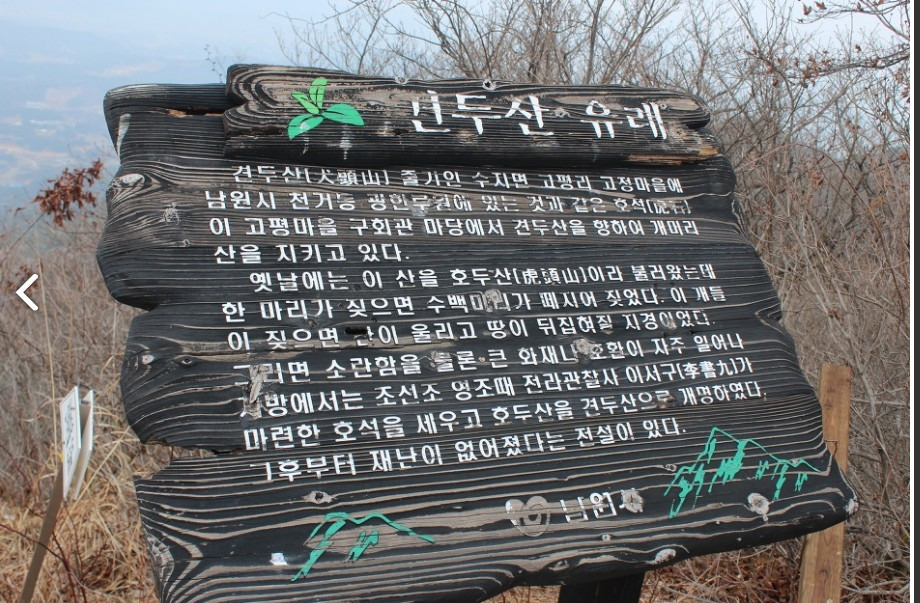 견두산 유래
견두산(犬頭山) 줄기인 수지면 고평리 고정마을에
남원시 천거동 광한루원에 있는 것과 같은 호석(虎石)
이 고평마을 구회관 마당에서 견두산을 향하여 개머리
산을 지키고 있다.
옛날에는 이 산을 호두산(虎頭山)이라 불러왔는데
한 마리가 짖으면 수백마리가 떼지어 짖었다. 이 개들
이 짖으면 산이 울리고 땅이 뒤집혀질 지경이었다.
소란함을 물론 큰 화재나 호환이 자주 일어나
에서는 조선조 영조때 전라관찰사 이서구(李書九)가
마련한 호석을 세우고 호두산을 견두산으로 개명하였다.
그후부터 재난이 없어졌다는 전설이 있다.
남원시